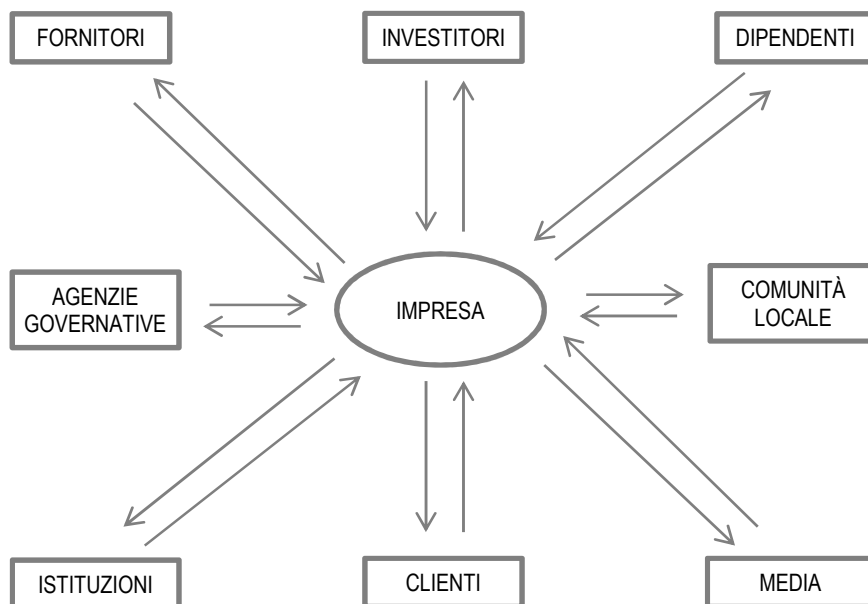 FORNITORI
INVESTITORI
DIPENDENTI
AGENZIE
GOVERNATIVE
IMPRESA
COMUNITÀ
LOCALE
ISTITUZIONI
CLIENTI
MEDIA